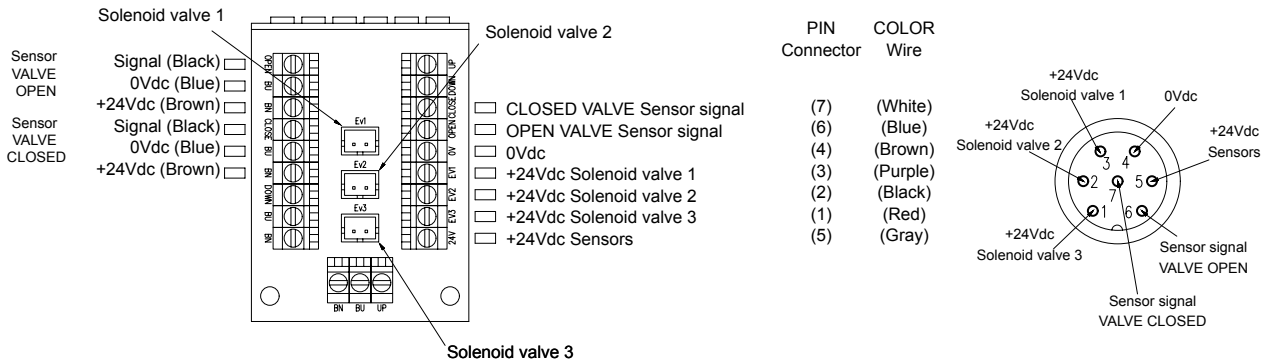 Solenoid valve 1
Solenoid valve 2
Sensor
VALVE
OPEN
Signal (Black)
0Vdc (Blue)
+24Vdc (Brown)
Sensor
VALVE
CLOSED
Signal (Black)
0Vdc (Blue)
+24Vdc (Brown)
OPEN
BU
BN
CLOSE
BU
BN
DOWN
BU
BN
Ev1
Ev2
Ev3
UP
DOWN
CLOSE
OPEN
0V
EV1
EV2
EV3
24V
BN BU UP
CLOSED VALVE Sensor signal
OPEN VALVE Sensor signal
0Vdc
+24Vdc Solenoid valve 1
+24Vdc Solenoid valve 2
+24Vdc Solenoid valve 3
+24Vdc Sensors
Solenoid valve 3
PIN COLOR
Connector Wire
(7) (White)
(6) (Blue)
(4) (Brown)
(3) (Purple)
(2) (Black)
(1) (Red)
(5) (Gray)
+24Vdc
Solenoid valve 1
0Vdc
+24Vdc
Solenoid valve 2
+24Vdc
Sensors
3 4
2 7 5
1 6
+24Vdc
Solenoid valve 3
Sensor signal
VALVE OPEN
Sensor signal
VALVE CLOSED